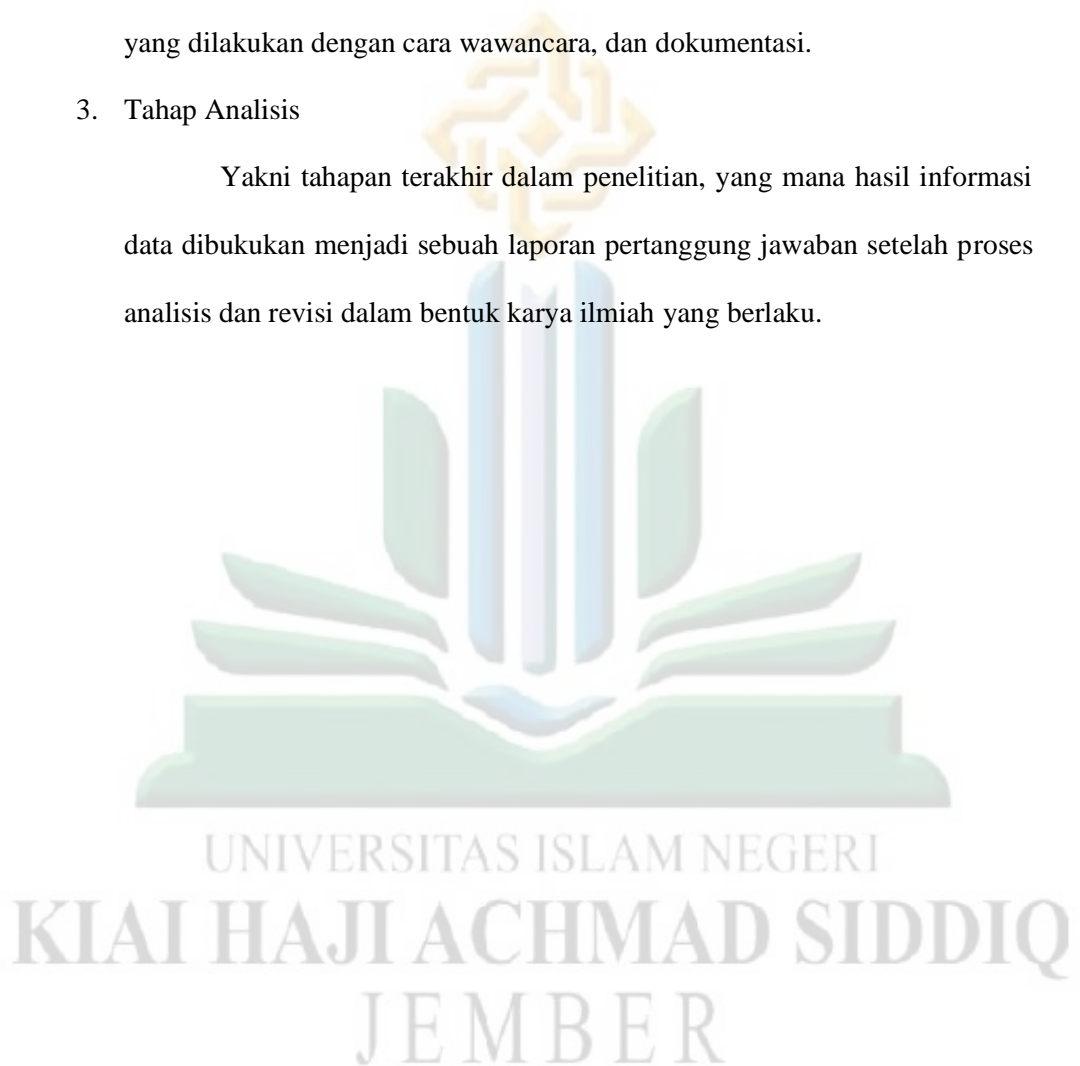 yang dilakukan dengan cara wawancara, dan dokumentasi.
3. Tahap Analisis
Yakni tahapan terakhir dalam penelitian, yang mana hasil informasi
data dibukukan menjadi sebuah laporan pertanggung jawaban setelah proses
analisis dan revisi dalam bentuk karya ilmiah yang berlaku.
UNIVERSITAS ISLAM NEGERI
KIAI HAJI ACHMAD SIDDIQ
JEMBER